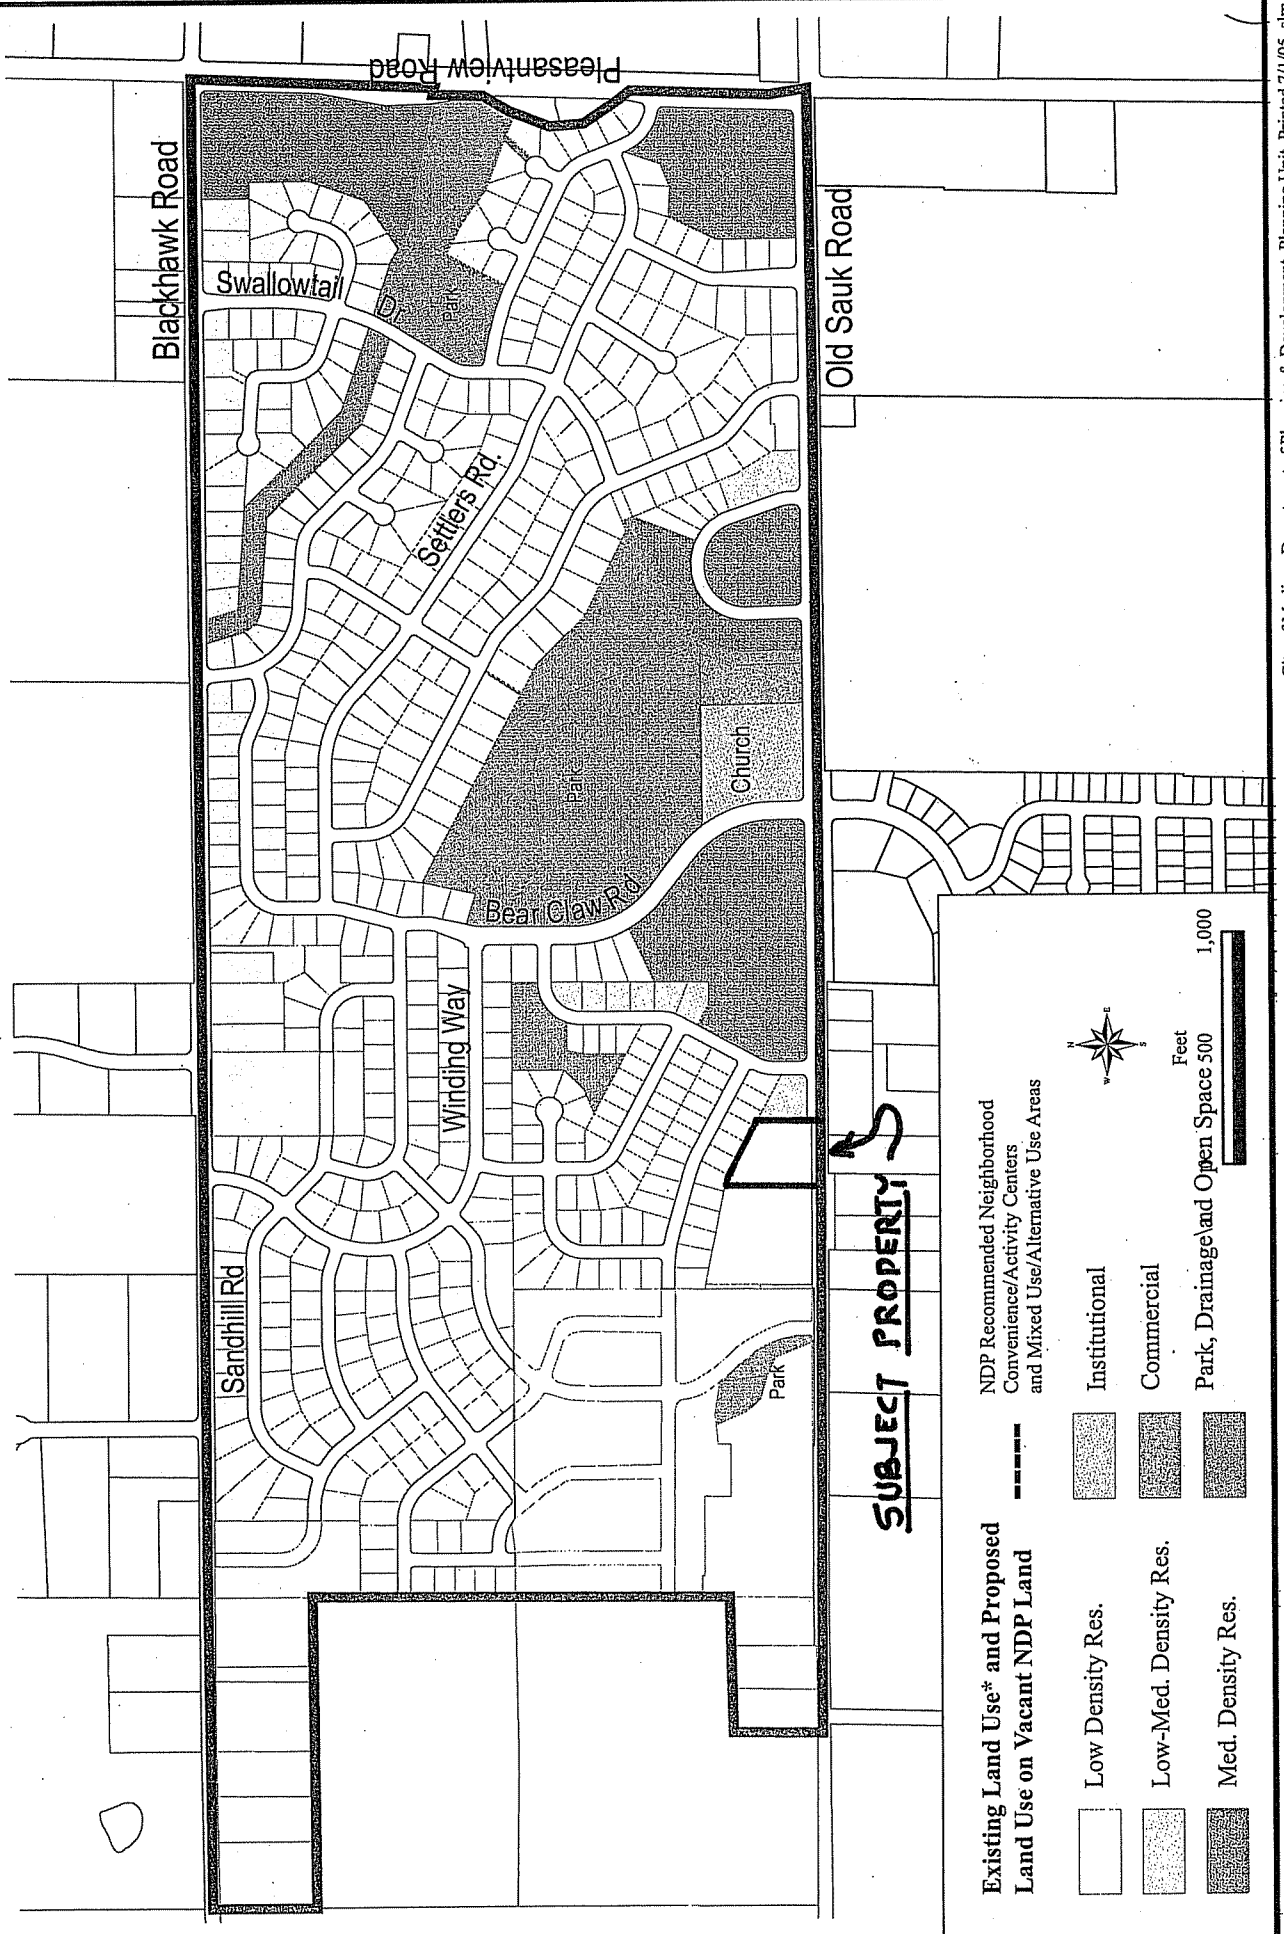 Pleasantview Road
Blackhawk Road
Swallowtail
Dr.
Park
Old Sauk Road
Settlers Rd.
Park
Church
Bear Claw Rd
Winding Way
Sandhill Rd
Park
SUBJECT PROPERTY
Existing Land Use* and Proposed
Land Use on Vacant NDP Land
Low Density Res.
Low-Med. Density Res.
Med. Density Res.
NDP Recommended Neighborhood
Convenience/Activity Centers
and Mixed Use/Alternative Use Areas
Institutional
Commercial
Park, Drainage and Open Space
N
W
E
S
Feet
500
1,000